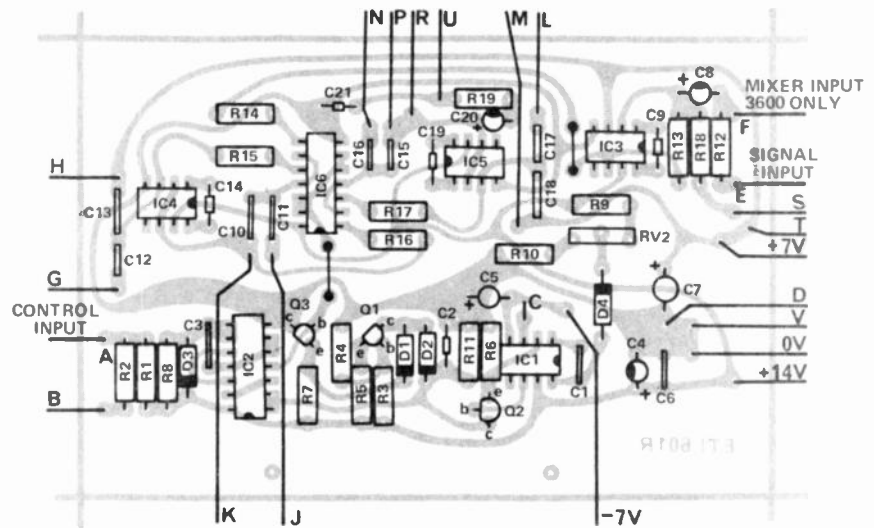 N P R U M L
C21
R14
R19
C20
C8
MIXER INPUT
3600 ONLY
F
C9
R13
R18
R12
R15
IC6
C16
C15
C19
IC5
C17
IC3
H
SIGNAL
INPUT
E
C13
IC4
C14
C10
C11
C18
R17
R9
S
T
C12
R16
R10
RV2
+7V
G
CONTROL
INPUT
C5
C
D4
C7
D
V
0V
+14V
A
R2
R1
R8
D3
C3
IC2
Q3
c
b
e
R4
Q1
c
b
e
D1
D2
C2
R11
R6
IC1
C1
C4
C6
B
R7
R5
R3
e
b
Q2
c
ETI 601R
K
J
-7V